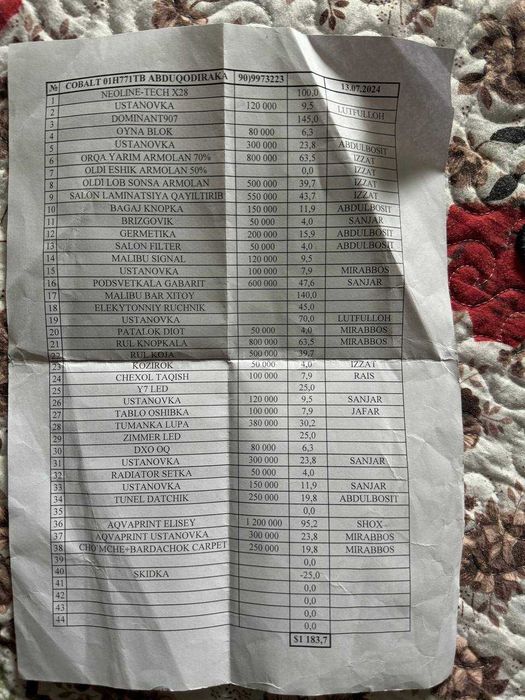 № COBALT 01H771TB ABDUQODIRAKA 90)9973223 13.07.2024
1 NEOLINE-TECH X28 100,0
2 USTANOVKA 120 000 9,5 LUTFULLOH
3 DOMINANT907 145,0
4 OYNA BLOK 80 000 6,3
5 USTANOVKA 300 000 23,8 ABDULBOSIT
6 ORQA YARIM ARMOLAN 70% 800 000 63,5 IZZAT
7 OLDI ESHIK ARMOLAN 50% 0,0 IZZAT
8 OLDI LOB SONSA ARMOLAN 500 000 39,7 IZZAT
9 SALON LAMINATSIYA QAYILTIRIB 550 000 43,7 IZZAT
10 BAGAJ KNOPKA 150 000 11,9 ABDULBOSIT
11 BRIZGOVIK 50 000 4,0 SANJAR
12 GERMETIKA 200 000 15,9 ABDULBOSIT
13 SALON FILTER 50 000 4,0 ABDULBOSIT
14 MALIBU SIGNAL 120 000 9,5
15 USTANOVKA 100 000 7,9 MIRABBOS
16 PODSVETKALA GABARIT 600 000 47,6 SANJAR
17 MALIBU BAR XITOY 140,0
18 ELEKYTONNIY RUCHNIK 45,0
19 USTANOVKA 70,0 LUTFULLOH
20 PATALOK DIOT 50 000 4,0 MIRABBOS
21 RUL KNOPKALA 800 000 63,5 MIRABBOS
22 RUL KOJA 500 000 39,7
23 KOZIROK 50 000 4,0 IZZAT
24 CHEXOL TAQISH 100 000 7,9 RAIS
25 Y7 LED 25,0
26 USTANOVKA 120 000 9,5 SANJAR
27 TABLO OSHIBKA 100 000 7,9 JAFAR
28 TUMANKA LUPA 380 000 30,2
29 ZIMMER LED 25,0
30 DXO OQ 80 000 6,3
31 USTANOVKA 300 000 23,8 SANJAR
32 RADIATOR SETKA 50 000 4,0
33 USTANOVKA 150 000 11,9 SANJAR
34 TUNEL DATCHIK 250 000 19,8 ABDULBOSIT
35 0,0
36 AQVAPRINT ELISEY 1 200 000 95,2 SHOX
37 AQVAPRINT USTANOVKA 300 000 23,8 MIRABBOS
38 CHO'MCHE+BARDACHOK CARPET 250 000 19,8 MIRABBOS
39 0,0
40 SKIDKA -25,0
41 0,0
42 0,0
43 0,0
44 0,0
$1 183,7